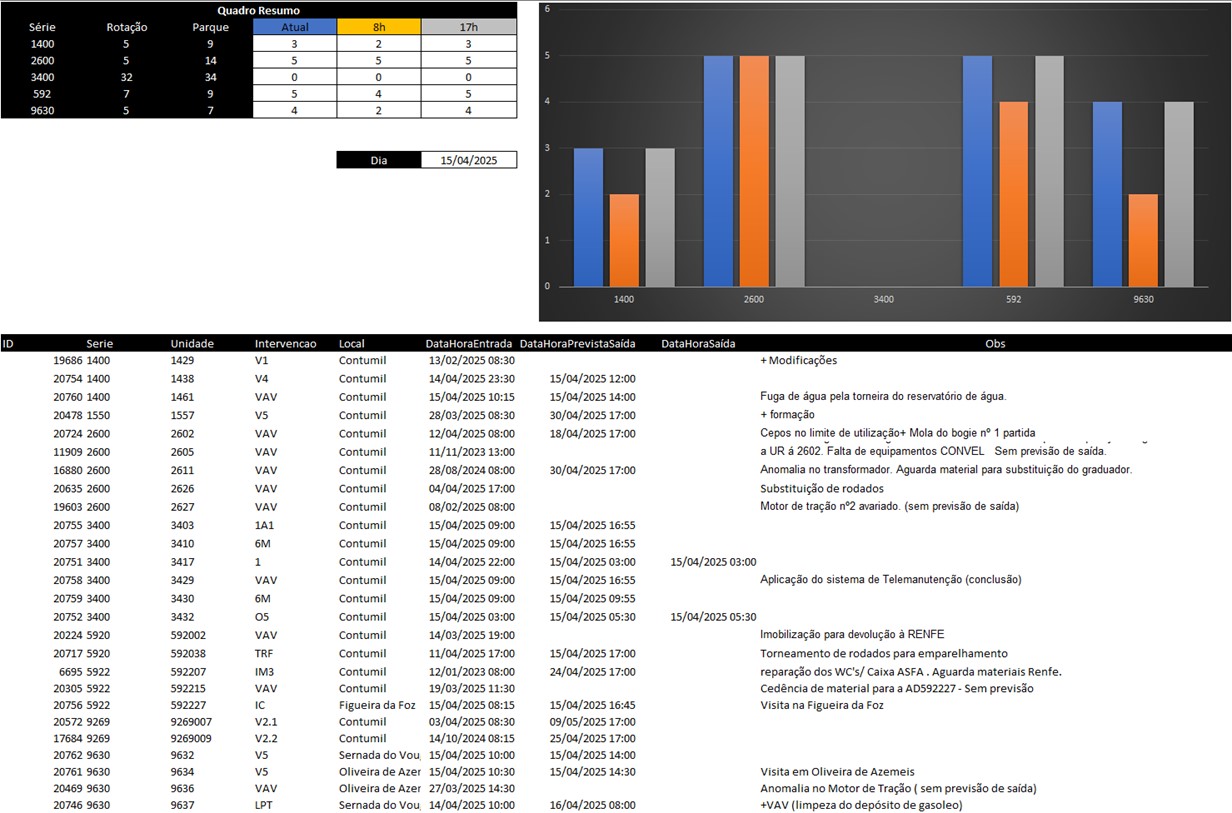 Quadro Resumo
Série Rotação Parque Atual 8h 17h
1400 5 9 3 2 3
2600 5 14 5 5 5
3400 32 34 0 0 0
592 7 9 5 4 5
9630 5 7 4 2 4
Dia 15/04/2025
6
5
4
3
2
1
0
1400 2600 3400 592 9630
ID Serie Unidade Intervencao Local DataHoraEntrada DataHoraPrevistaSaída DataHoraSaída Obs
19686 1400 1429 V1 Contumil 13/02/2025 08:30 + Modificações
20754 1400 1438 V4 Contumil 14/04/2025 23:30 15/04/2025 12:00
20760 1400 1461 VAV Contumil 15/04/2025 10:15 15/04/2025 14:00 Fuga de água pela torneira do reservatório de água.
20478 1550 1557 V5 Contumil 28/03/2025 08:30 30/04/2025 17:00 + formação
20724 2600 2602 VAV Contumil 12/04/2025 08:00 18/04/2025 17:00 Cepos no limite de utilização+ Mola do bogie nº 1 partida
11909 2600 2605 VAV Contumil 11/11/2023 13:00 a UR á 2602. Falta de equipamentos CONVEL Sem previsão de saída.
16880 2600 2611 VAV Contumil 28/08/2024 08:00 30/04/2025 17:00 Anomalia no transformador. Aguarda material para substituição do graduador.
20635 2600 2626 VAV Contumil 04/04/2025 17:00 Substituição de rodados
19603 2600 2627 VAV Contumil 08/02/2025 08:00 Motor de tração nº2 avariado. (sem previsão de saída)
20755 3400 3403 1A1 Contumil 15/04/2025 09:00 15/04/2025 16:55
20757 3400 3410 6M Contumil 15/04/2025 09:00 15/04/2025 16:55
20751 3400 3417 1 Contumil 14/04/2025 22:00 15/04/2025 03:00 15/04/2025 03:00
20758 3400 3429 VAV Contumil 15/04/2025 09:00 15/04/2025 16:55 Aplicação do sistema de Telemanutenção (conclusão)
20759 3400 3430 6M Contumil 15/04/2025 09:00 15/04/2025 09:55
20752 3400 3432 O5 Contumil 15/04/2025 03:00 15/04/2025 05:30 15/04/2025 05:30
20224 5920 592002 VAV Contumil 14/03/2025 19:00 Imobilização para devolução à RENFE
20717 5920 592038 TRF Contumil 11/04/2025 17:00 15/04/2025 17:00 Torneamento de rodados para emparelhamento
6695 5922 592207 IM3 Contumil 12/01/2023 08:00 24/04/2025 17:00 reparação dos WC's/ Caixa ASFA . Aguarda materiais Renfe.
20305 5922 592215 VAV Contumil 19/03/2025 11:30 Cedência de material para a AD592227 - Sem previsão
20756 5922 592227 IC Figueira da Foz 15/04/2025 08:15 15/04/2025 16:45 Visita na Figueira da Foz
20572 9269 9269007 V2.1 Contumil 03/04/2025 08:30 09/05/2025 17:00
17684 9269 9269009 V2.2 Contumil 14/10/2024 08:15 25/04/2025 17:00
20762 9630 9632 V5 Sernada do Vou 15/04/2025 10:00 15/04/2025 14:00
20761 9630 9634 V5 Oliveira de Azer 15/04/2025 10:30 15/04/2025 14:30 Visita em Oliveira de Azemeis
20469 9630 9636 VAV Oliveira de Azer 27/03/2025 14:30 Anomalia no Motor de Tração ( sem previsão de saída)
20746 9630 9637 LPT Sernada do Vou 14/04/2025 10:00 16/04/2025 08:00 +VAV (limpeza do depósito de gasoleo)